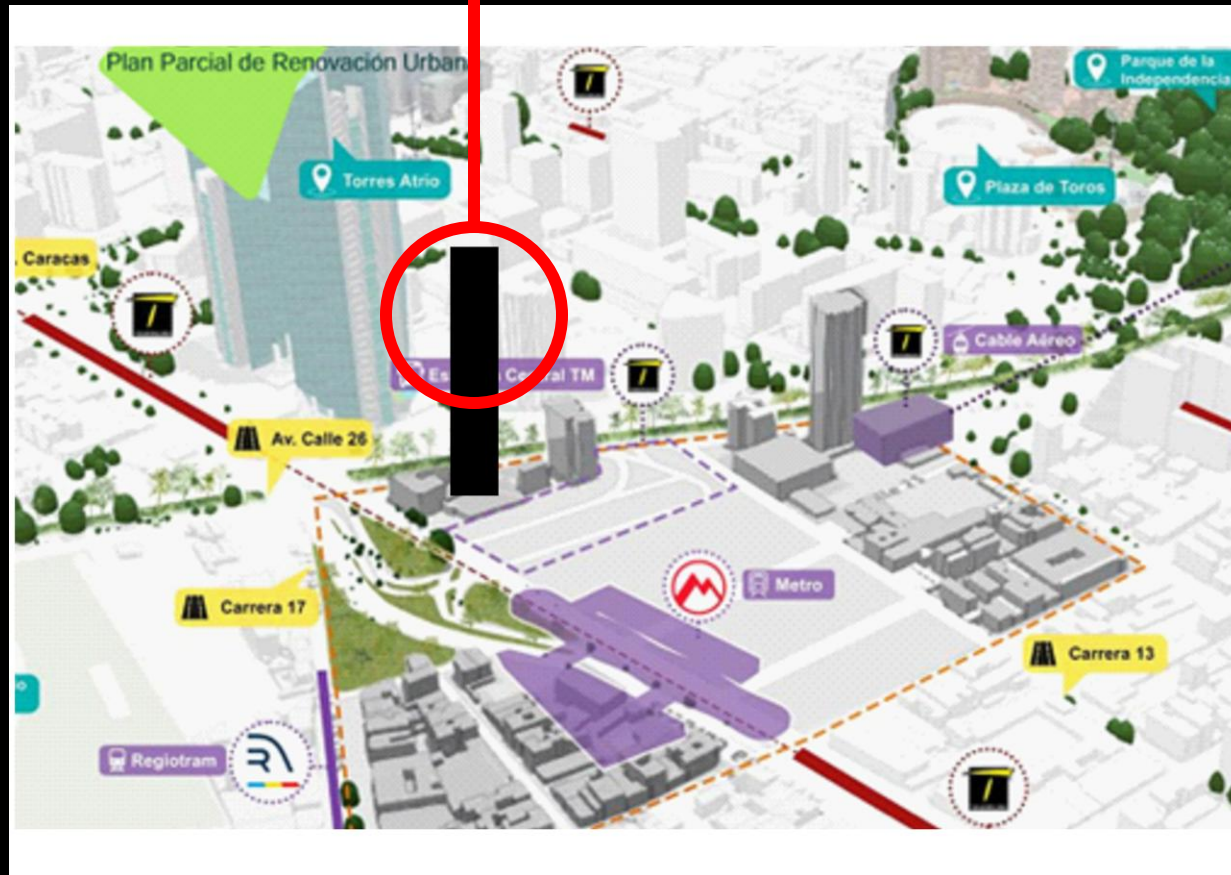 Plan Parcial de Renovación Urban
Parque de la
Independencia
Torres Atrio
Plaza de Toros
. Caracas
Cable Aéreo
Central TM
Av. Calle 26
Metro
Carrera 17
Carrera 13
Regiotram